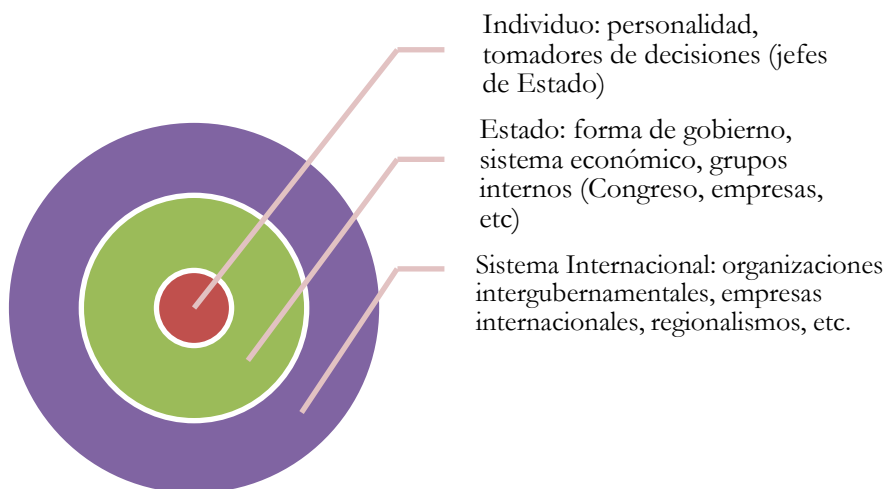 Individuo: personalidad,
tomadores de decisiones (jefes
de Estado)
Estado: forma de gobierno,
sistema económico, grupos
internos (Congreso, empresas,
etc)
Sistema Internacional: organizaciones
intergubernamentales, empresas
internacionales, regionalismos, etc.